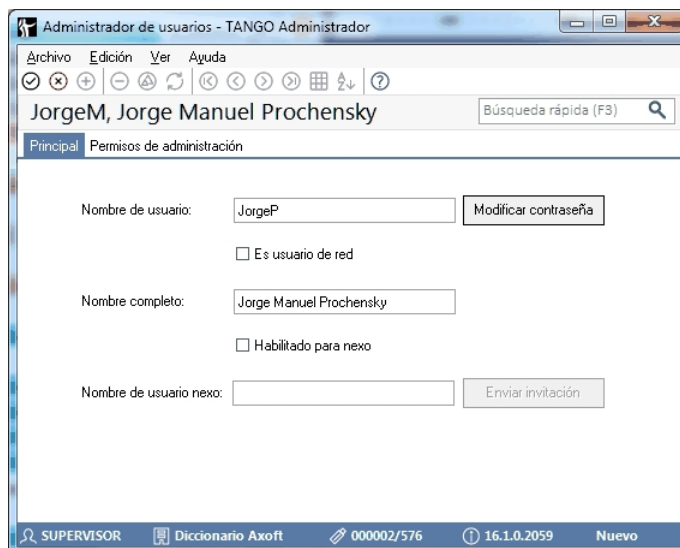 Administrador de usuarios - TANGO Administrador
Archivo Edición Ver Ayuda
JorgeM, Jorge Manuel Prochensky
Búsqueda rápida (F3)
Principal Permisos de administración
Nombre de usuario: JorgeP Modificar contraseña
Es usuario de red
Nombre completo: Jorge Manuel Prochensky
Habilitado para nexo
Nombre de usuario nexo: Enviar invitación
SUPERVISOR Diccionario Axoft 000002/576 16.1.0.2059 Nuevo